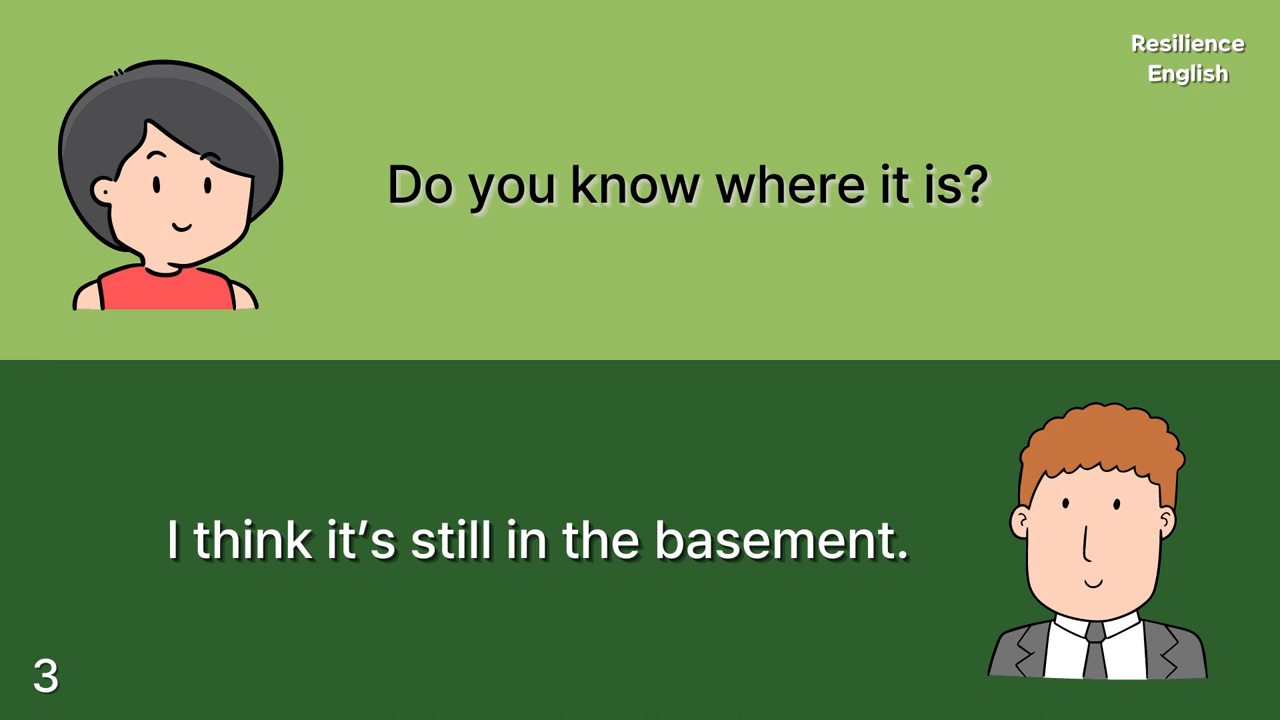 Resilience
English
Do you know where it is?
I think it’s still in the basement.
3